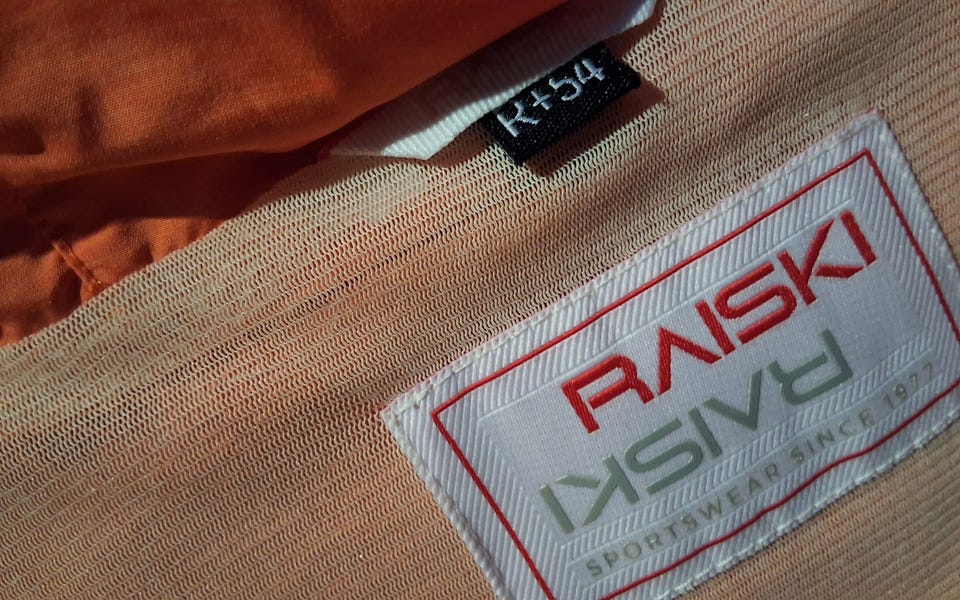 R+54
RAISKI
RAISKI
SPORTSWEAR SINCE 1977